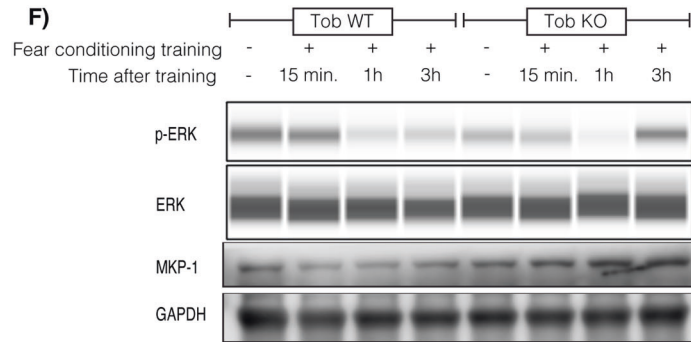 F)
Tob WT Tob KO
Fear conditioning training - + + + - + + +
Time after training - 15 min. 1h 3h - 15 min. 1h 3h
p-ERK
ERK
MKP-1
GAPDH